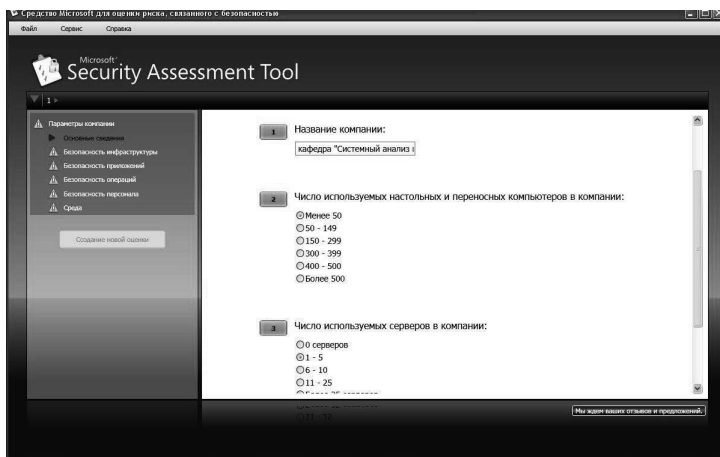 Средство Microsoft для оценки риска, связанного с безопасностью
Файл Сервис Справка
Microsoft
Security Assessment Tool
1
Параметры компании
Основные сведения
Безопасность инфраструктуры
Безопасность приложений
Безопасность операций
Безопасность персонала
Среда
Создание новой оценки
1 Название компании:
кафедра "Системный анализ и
2 Число используемых настольных и переносных компьютеров в компании:
Менее 50
50 - 149
150 - 299
300 - 399
400 - 500
Более 500
3 Число используемых серверов в компании:
0 серверов
1 - 5
6 - 10
11 - 25
Более 25 серверов
Мы ждем ваших отзывов и предложений.